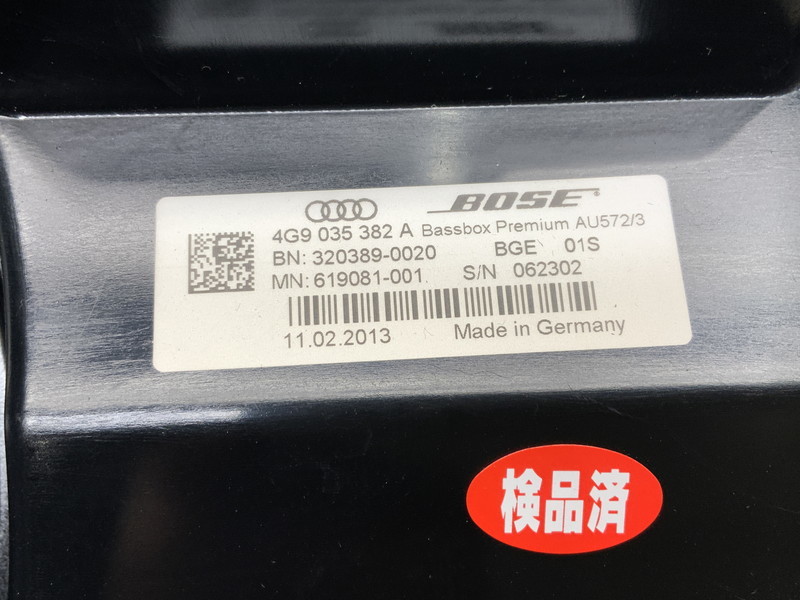 BOSE
4G9 035 382 A Bassbox Premium AU572/3
BN: 320389-0020 BGE 01S
MN: 619081-001 S/N 062302
11.02.2013 Made in Germany
検品済